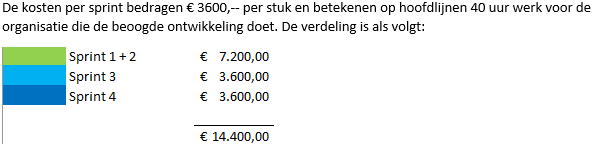 De kosten per sprint bedragen € 3600,-- per stuk en betekenen op hoofdlijnen 40 uur werk voor de
organisatie die de beoogde ontwikkeling doet. De verdeling is als volgt:
Sprint 1 + 2 € 7.200,00
Sprint 3 € 3.600,00
Sprint 4 € 3.600,00
€ 14.400,00